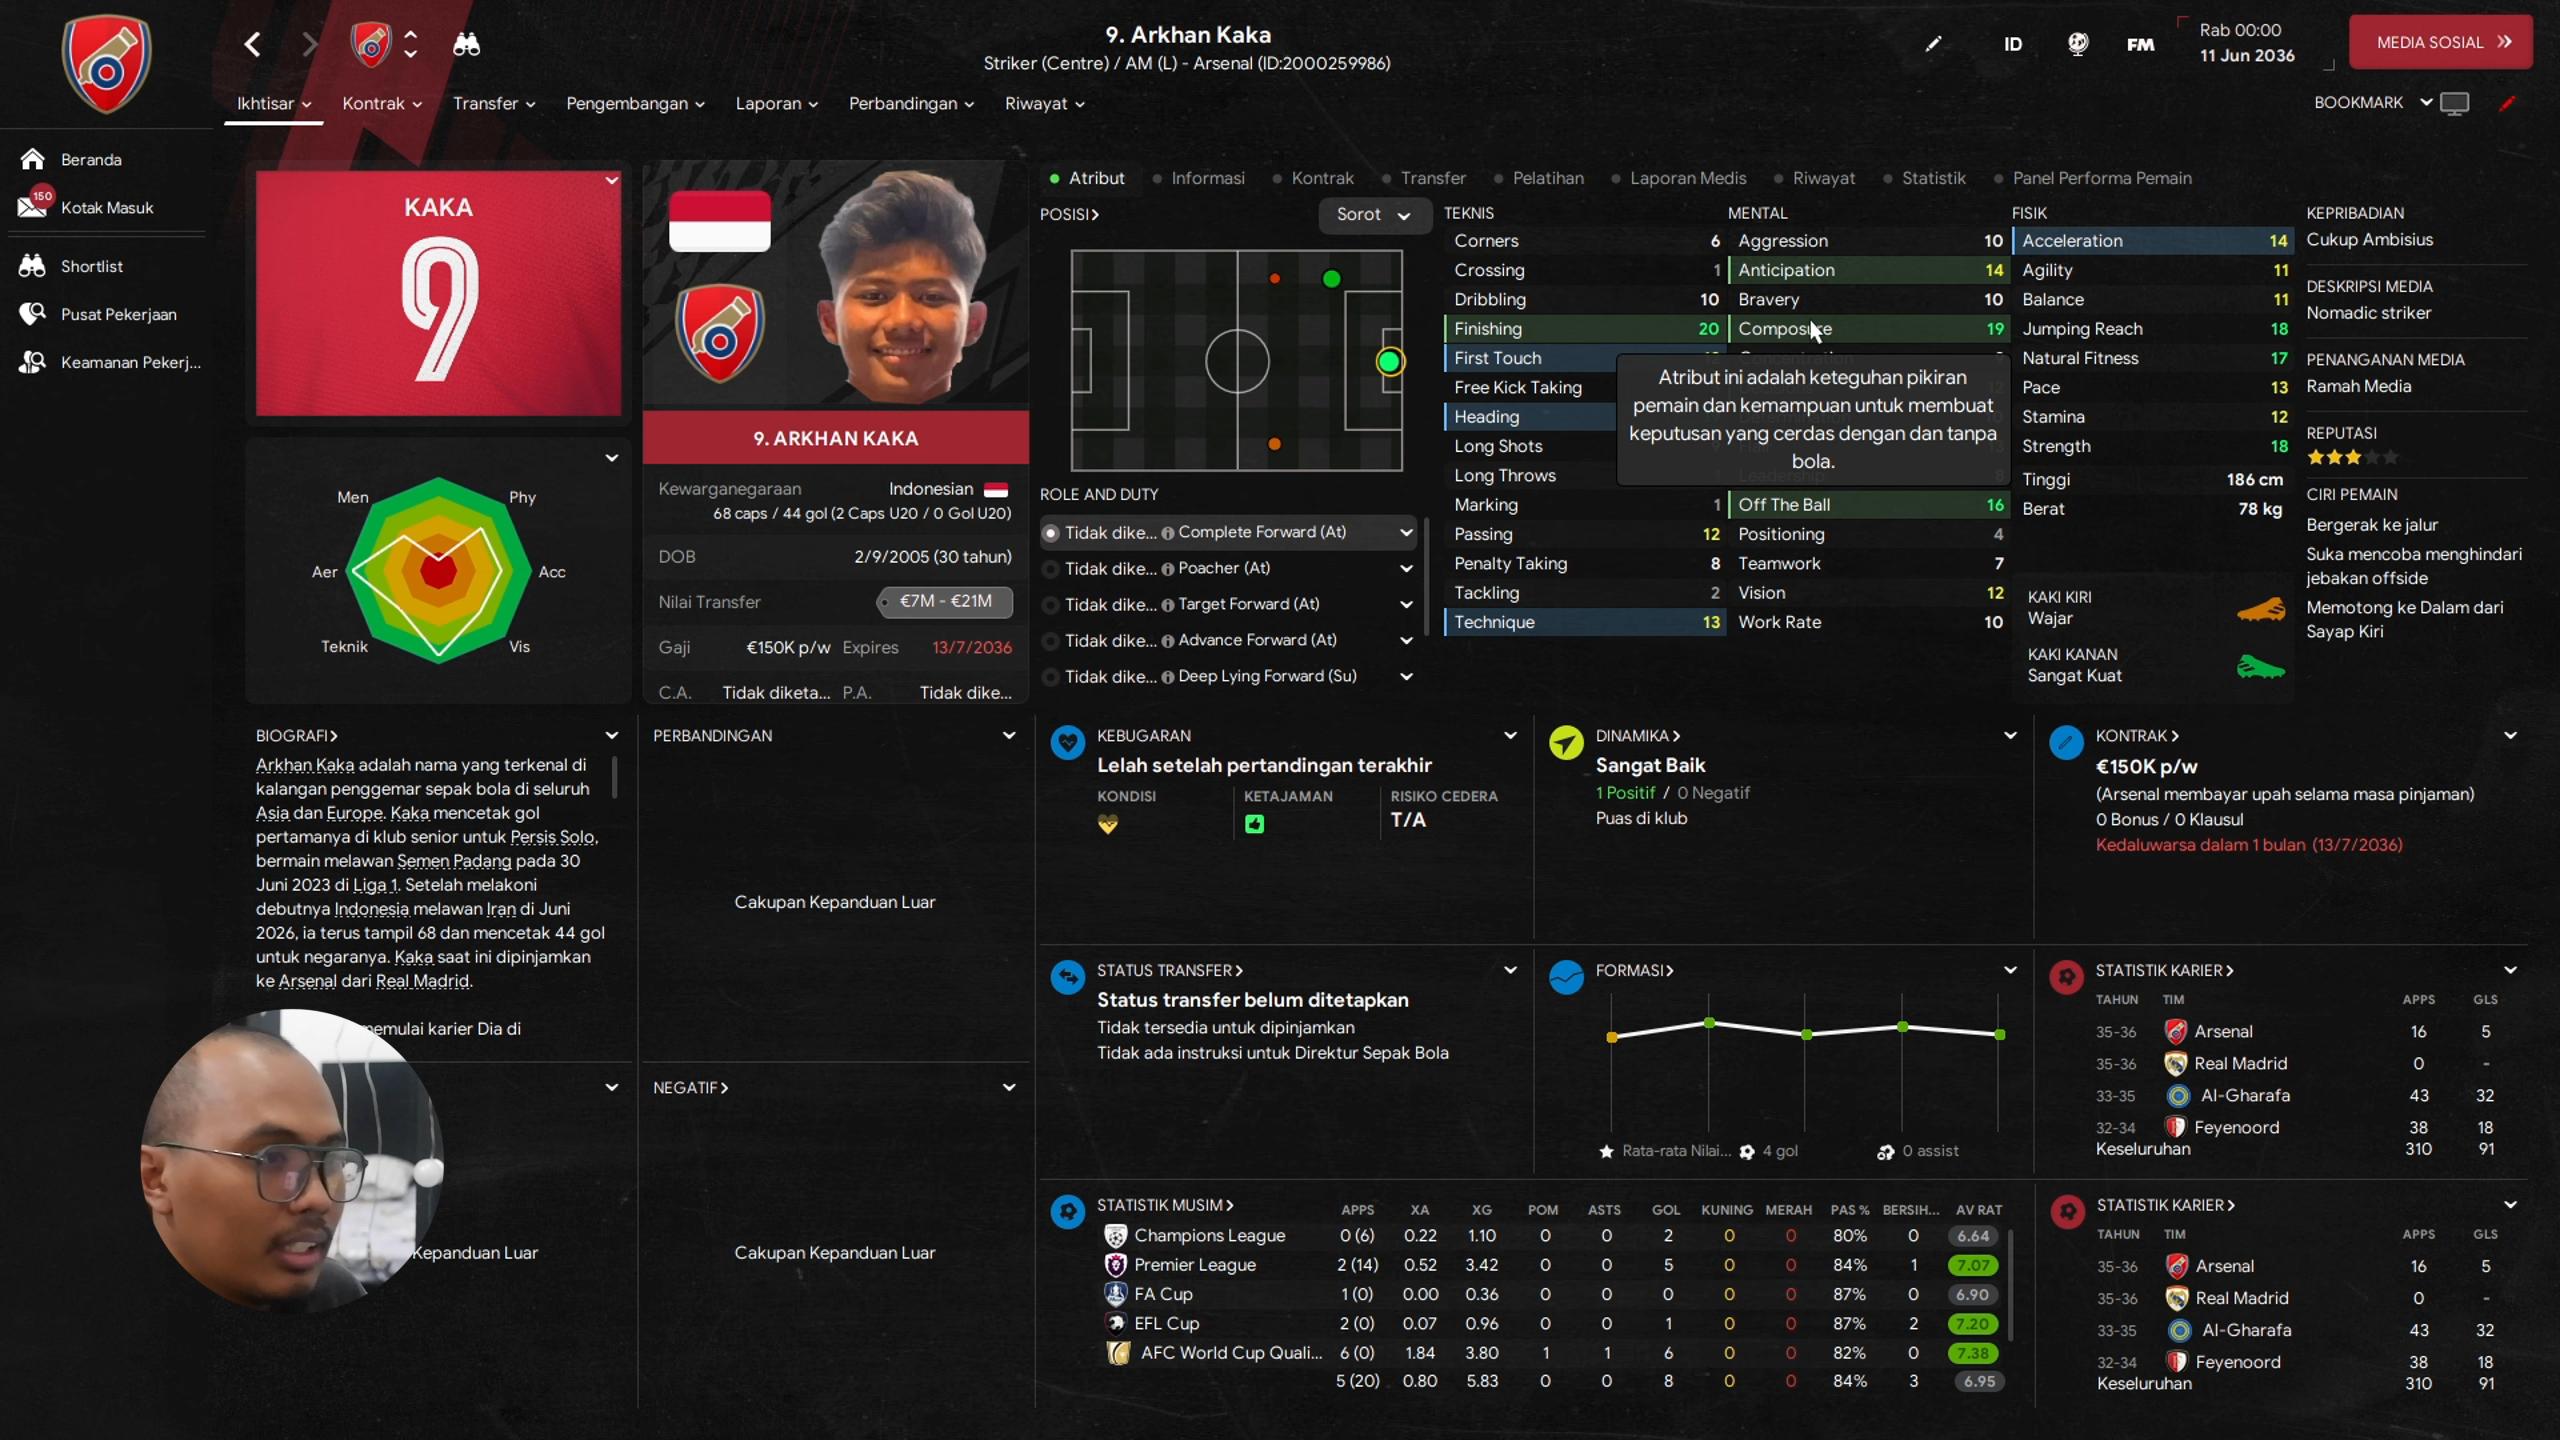 9. Arkhan Kaka
Striker (Centre) / AM (L) - Arsenal (ID:2000259986)
ID
FM
Rab 00:00
11 Jun 2036
MEDIA SOSIAL
Ikhtisar
Kontrak
Transfer
Pengembangan
Laporan
Perbandingan
Riwayat
BOOKMARK
Beranda
150
Kotak Masuk
Shortlist
Pusat Pekerjaan
Keamanan Pekerj...
KAKA
9
Men
Phy
Aer
Acc
Teknik
Vis
9. ARKHAN KAKA
Kewarganegaraan Indonesian
68 caps / 44 gol (2 Caps U20 / 0 Gol U20)
DOB 2/9/2005 (30 tahun)
Nilai Transfer €7M - €21M
Gaji €150K p/w Expires 13/7/2036
C.A. Tidak diketa... P.A. Tidak dike...
Atribut
Informasi
Kontrak
Transfer
Pelatihan
Laporan Medis
Riwayat
Statistik
Panel Performa Pemain
POSISI
Sorot
ROLE AND DUTY
Tidak dike... Complete Forward (At)
Tidak dike... Poacher (At)
Tidak dike... Target Forward (At)
Tidak dike... Advance Forward (At)
Tidak dike... Deep Lying Forward (Su)
TEKNIS
Corners 6
Crossing 1
Dribbling 10
Finishing 20
First Touch
Free Kick Taking
Heading
Long Shots
Long Throws
Marking 1
Passing 12
Penalty Taking 8
Tackling 2
Technique 13
MENTAL
Aggression 10
Anticipation 14
Bravery 10
Composure 19
Atribut ini adalah keteguhan pikiran
pemain dan kemampuan untuk membuat
keputusan yang cerdas dengan dan tanpa
bola.
Off The Ball 16
Positioning 4
Teamwork 7
Vision 12
Work Rate 10
FISIK
Acceleration 14
Agility 11
Balance 11
Jumping Reach 18
Natural Fitness 17
Pace 13
Stamina 12
Strength 18
Tinggi 186 cm
Berat 78 kg
KAKI KIRI
Wajar
KAKI KANAN
Sangat Kuat
KEPRIBADIAN
Cukup Ambisius
DESKRIPSI MEDIA
Nomadic striker
PENANGANAN MEDIA
Ramah Media
REPUTASI
CIRI PEMAIN
Bergerak ke jalur
Suka mencoba menghindari
jebakan offside
Memotong ke Dalam dari
Sayap Kiri
BIOGRAFI
Arkhan Kaka adalah nama yang terkenal di
kalangan penggemar sepak bola di seluruh
Asia dan Europe. Kaka mencetak gol
pertamanya di klub senior untuk Persis Solo,
bermain melawan Semen Padang pada 30
Juni 2023 di Liga 1. Setelah melakoni
debutnya Indonesia melawan Iran di Juni
2026, ia terus tampil 68 dan mencetak 44 gol
untuk negaranya. Kaka saat ini dipinjamkan
ke Arsenal dari Real Madrid.
memulai karier Dia di
Kepanduan Luar
PERBANDINGAN
Cakupan Kepanduan Luar
NEGATIF
Cakupan Kepanduan Luar
KEBUGARAN
Lelah setelah pertandingan terakhir
KONDISI
KETAJAMAN
RISIKO CEDERA
T/A
DINAMIKA
Sangat Baik
1 Positif / 0 Negatif
Puas di klub
KONTRAK
€150K p/w
(Arsenal membayar upah selama masa pinjaman)
0 Bonus / 0 Klausul
Kedaluwarsa dalam 1 bulan (13/7/2036)
STATUS TRANSFER
Status transfer belum ditetapkan
Tidak tersedia untuk dipinjamkan
Tidak ada instruksi untuk Direktur Sepak Bola
FORMASI
Rata-rata Nilai... 4 gol 0 assist
STATISTIK KARIER
TAHUN TIM APPS GLS
35-36 Arsenal 16 5
35-36 Real Madrid 0 -
33-35 Al-Gharafa 43 32
32-34 Feyenoord 38 18
Keseluruhan 310 91
STATISTIK MUSIM APPS XA XG POM ASTS GOL KUNING MERAH PAS % BERSIH... AV RAT
Champions League 0 (6) 0.22 1.10 0 0 2 0 0 80% 0 6.64
Premier League 2 (14) 0.52 3.42 0 0 5 0 0 84% 1 7.07
FA Cup 1 (0) 0.00 0.36 0 0 0 0 0 87% 0 6.90
EFL Cup 2 (0) 0.07 0.96 0 0 1 0 0 87% 2 7.20
AFC World Cup Quali... 6 (0) 1.84 3.80 1 1 6 0 0 82% 0 7.38
5 (20) 0.80 5.83 0 0 8 0 0 84% 3 6.95
STATISTIK KARIER
TAHUN TIM APPS GLS
35-36 Arsenal 16 5
35-36 Real Madrid 0 -
33-35 Al-Gharafa 43 32
32-34 Feyenoord 38 18
Keseluruhan 310 91